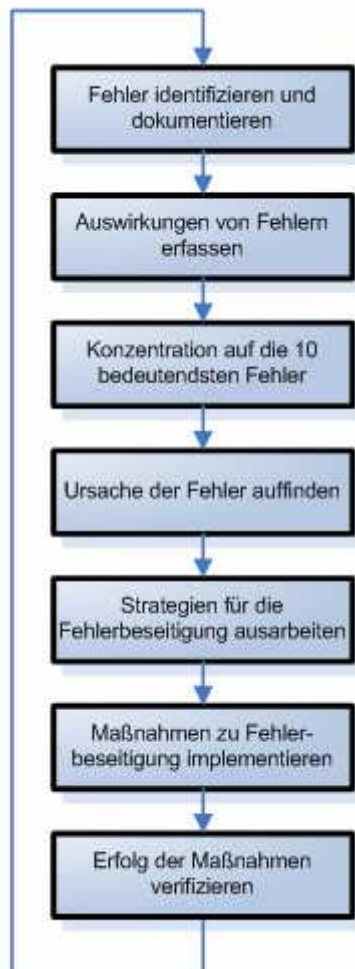 Fehler identifizieren und
dokumentieren
Auswirkungen von Fehlern
erfassen
Konzentration auf die 10
bedeutendsten Fehler
Ursache der Fehler auffinden
Strategien für die
Fehlerbeseitigung ausarbeiten
Maßnahmen zu Fehler-
beseitigung implementieren
Erfolg der Maßnahmen
verifizieren